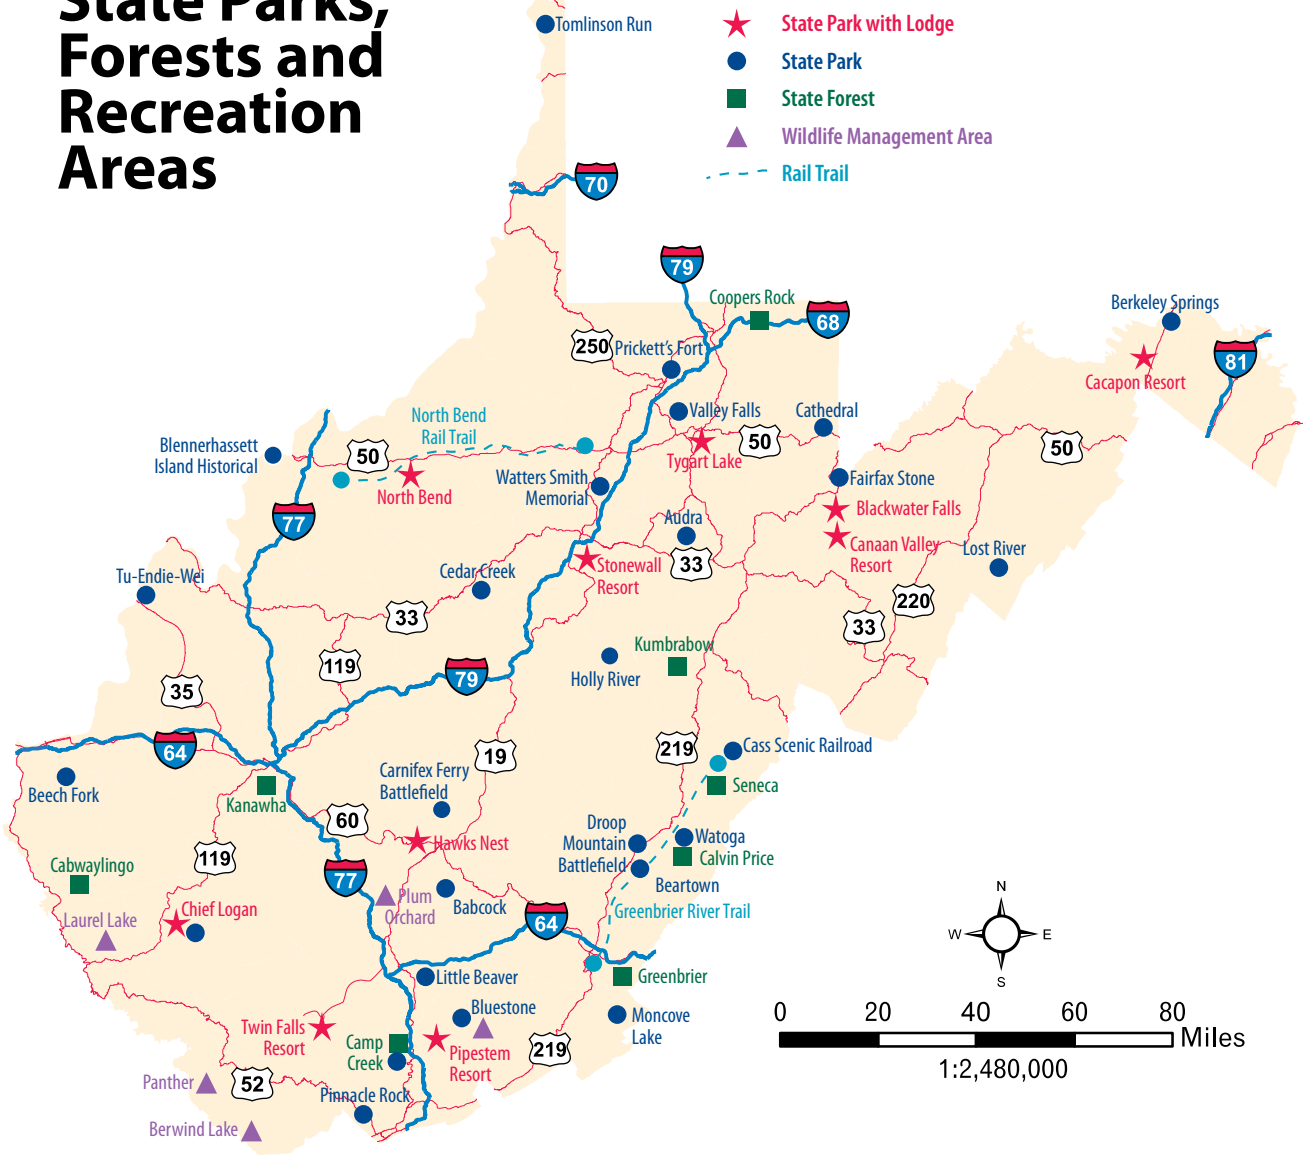 State Parks,
Forests and
Recreation
Areas
State Park with Lodge
State Park
State Forest
Wildlife Management Area
Rail Trail
Tomlinson Run
70
79
Coopers Rock
68
250
Prickett's Fort
Berkeley Springs
81
Cacapon Resort
North Bend
Rail Trail
Valley Falls
Cathedral
50
50
50
Blennerhassett
Island Historical
North Bend
Tygart Lake
Watters Smith
Memorial
Fairfax Stone
Blackwater Falls
77
Audra
Canaan Valley
Resort
Lost River
Tu-Endie-Wei
Cedar Creek
Stonewall
Resort
33
33
220
33
119
Kumbrabow
Holly River
79
35
64
19
219
Cass Scenic Railroad
Beech Fork
Kanawha
Carnifex Ferry
Battlefield
Seneca
60
Hawks Nest
Droop
Mountain
Battlefield
Watoga
Calvin Price
Beartown
119
Cabwaylingo
77
Plum
Orchard
Babcock
Greenbrier River Trail
Laurel Lake
Chief Logan
64
Little Beaver
Greenbrier
Bluestone
Moncove
Lake
Twin Falls
Resort
Camp
Creek
Pipestem
Resort
219
Panther
52
Pinnacle Rock
Berwind Lake
N
W
E
S
0 20 40 60 80
Miles
1:2,480,000